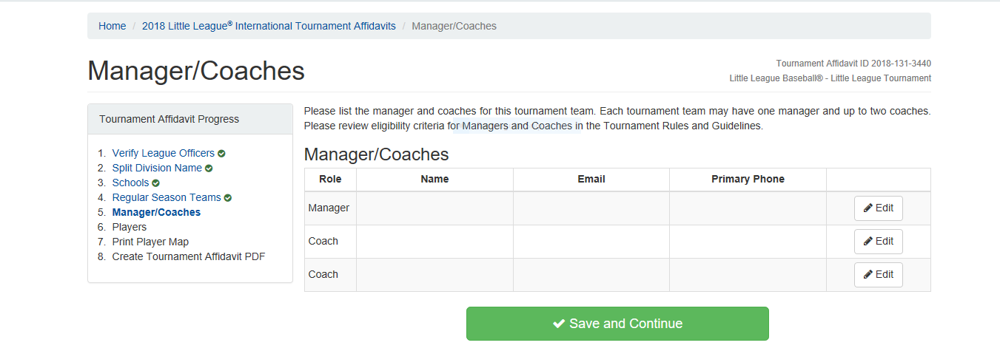 Home / 2018 Little League® International Tournament Affidavits / Manager/Coaches
Manager/Coaches
Tournament Affidavit ID 2018-131-3440
Little League Baseball® - Little League Tournament
Tournament Affidavit Progress
1. Verify League Officers
2. Split Division Name
3. Schools
4. Regular Season Teams
5. Manager/Coaches
6. Players
7. Print Player Map
8. Create Tournament Affidavit PDF
Please list the manager and coaches for this tournament team. Each tournament team may have one manager and up to two coaches.
Please review eligibility criteria for Managers and Coaches in the Tournament Rules and Guidelines.
Manager/Coaches
Role Name Email Primary Phone
Manager Edit
Coach Edit
Coach Edit
Save and Continue